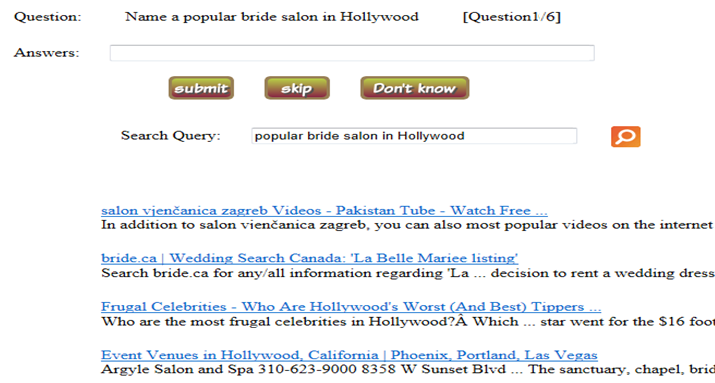 Question: Name a popular bride salon in Hollywood [Question1/6]
Answers:
submit skip Don't know
Search Query: popular bride salon in Hollywood
salon vjenčanica zagreb Videos - Pakistan Tube - Watch Free ...
In addition to salon vienčanica zagreb, you can also most popular videos on the internet
bride.ca | Wedding Search Canada: 'La Belle Mariee listing'
Search bride.ca for any/all information regarding 'La ... decision to rent a wedding dress
Frugal Celebrities - Who Are Hollywood's Worst (And Best) Tippers ...
Who are the most frugal celebrities in Hollywood?Â Which ... star went for the $16 foot
Event Venues in Hollywood, California | Phoenix, Portland, Las Vegas
Argyle Salon and Spa 310-623-9000 8358 W Sunset Blvd ... The sanctuary, chapel, brid